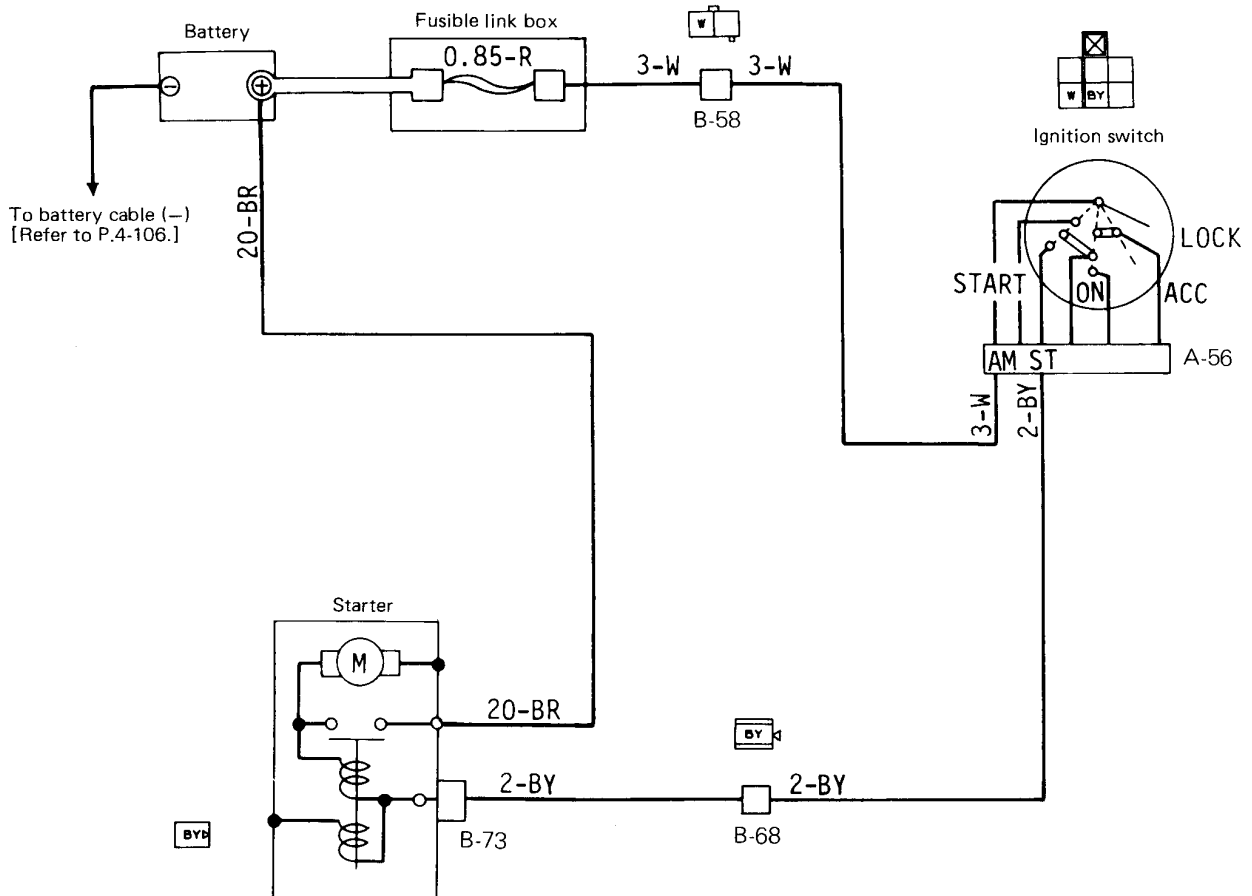 Battery
Fusible link box
0.85-R
W
3-W
3-W
B-58
W BY
Ignition switch
To battery cable (−)
[Refer to P.4-106.]
20-BR
LOCK
START
ON
ACC
AM ST
A-56
3-W
2-BY
Starter
M
20-BR
BY
2-BY
2-BY
B-73
B-68
BY